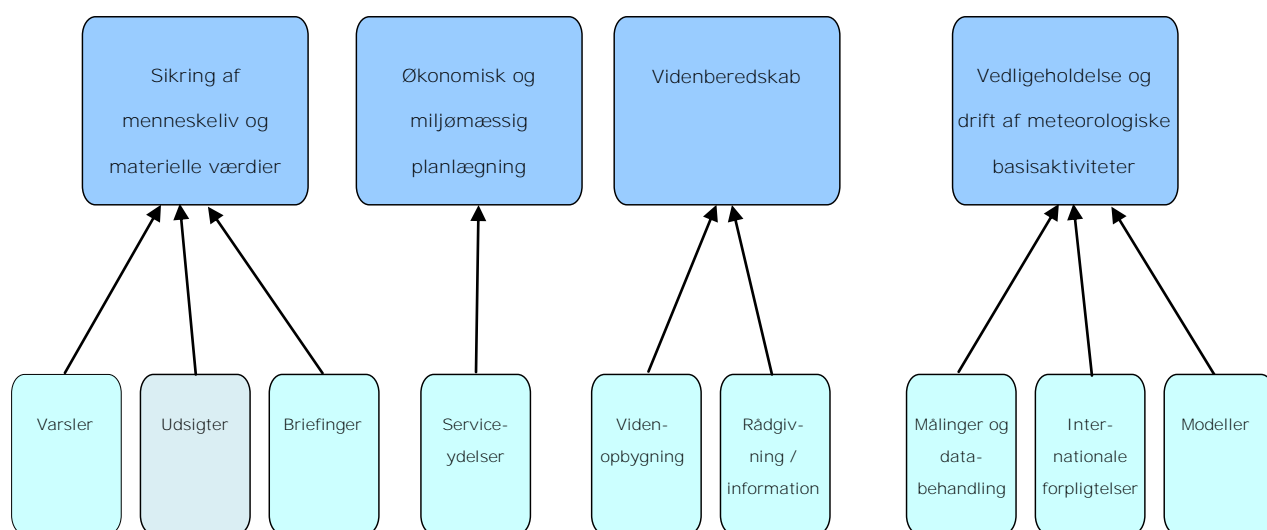 Sikring af
menneskeliv og
materielle værdier
Økonomisk og
miljømæssig
planlægning
Videnberedskab
Vedligeholdelse og
drift af meteorologiske
basisaktiviteter
Varsler
Udsigter
Briefinger
Service-
ydelser
Viden-
opbygning
Rådgiv-
ning /
information
Målinger og
data-
behandling
Inter-
nationale
forpligtelser
Modeller